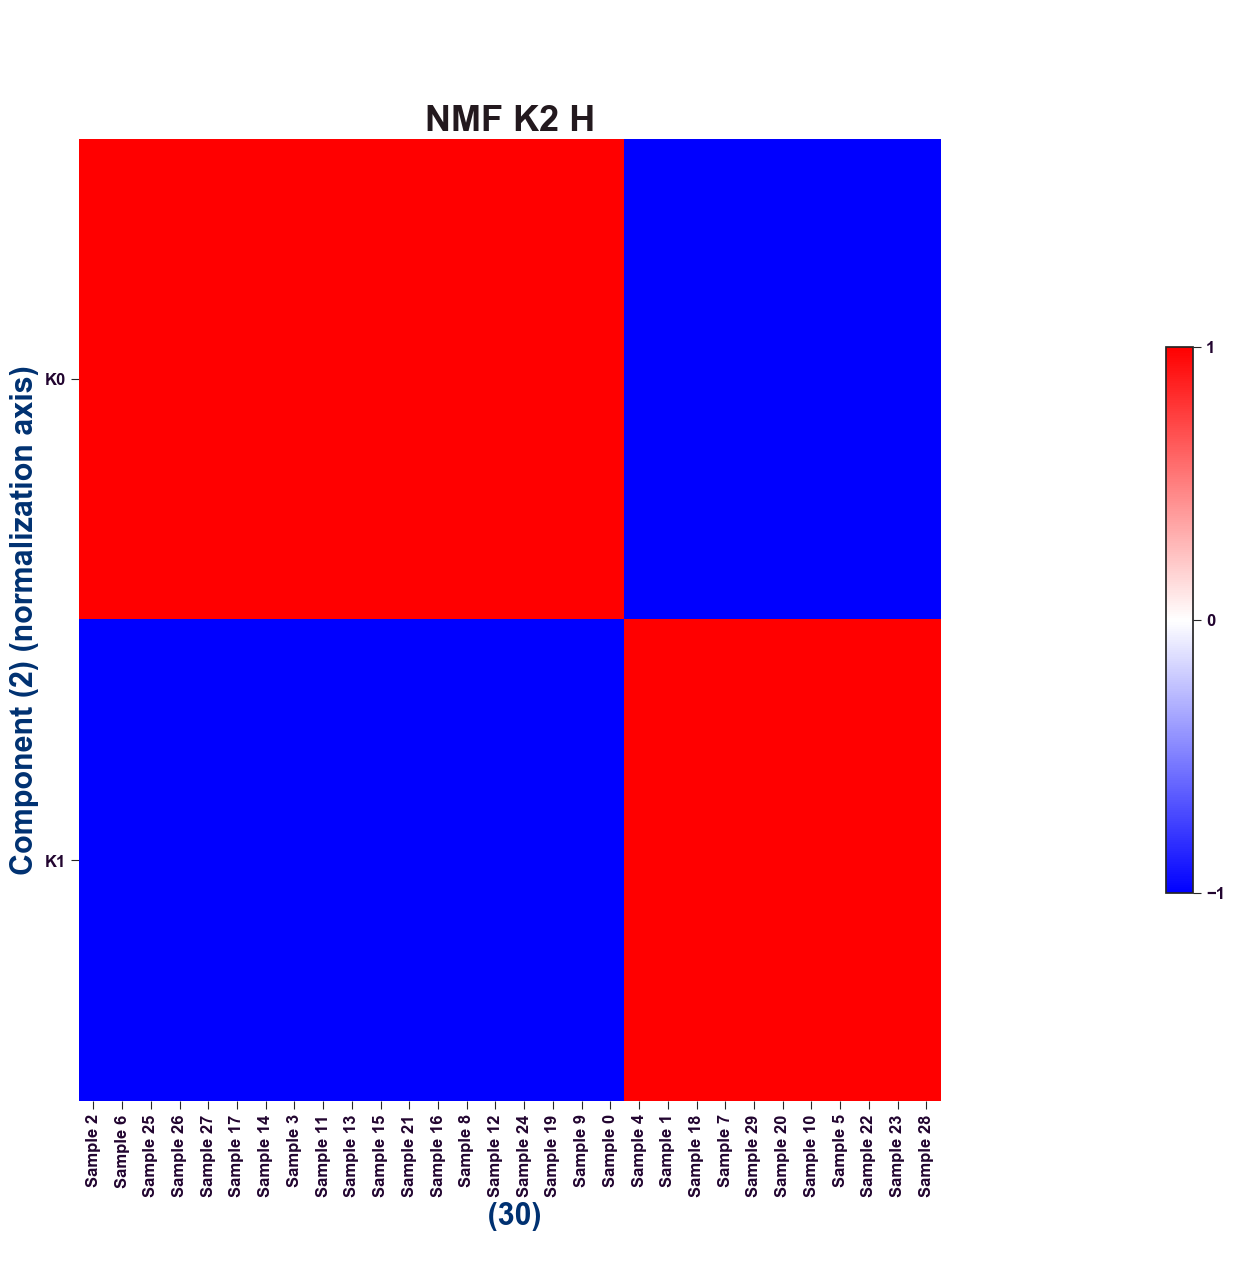 NMF K2 H
Component (2) (normalization axis)
K0
K1
1
0
−1
Sample 2
Sample 6
Sample 25
Sample 26
Sample 27
Sample 17
Sample 14
Sample 3
Sample 11
Sample 13
Sample 15
Sample 21
Sample 16
Sample 8
Sample 12
Sample 24
Sample 19
Sample 9
Sample 0
Sample 4
Sample 1
Sample 18
Sample 7
Sample 29
Sample 20
Sample 10
Sample 5
Sample 22
Sample 23
Sample 28
(30)